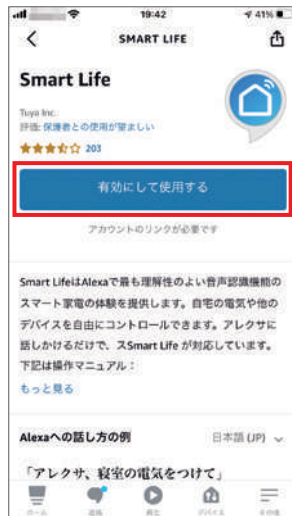 19:42
41%
SMART LIFE
Smart Life
Tuya Inc.
評価: 保護者との使用が望ましい
203
有効にして使用する
アカウントのリンクが必要です
Smart LifeはAlexaで最も理解性のよい音声認識機能の
スマート家電の体験を提供します。自宅の電気や他の
デバイスを自由にコントロールできます。アレクサに
話しかけるだけで、スSmart Life が対応しています。
下記は操作マニュアル：
もっと見る
Alexaへの話し方の例
日本語 (JP)
「アレクサ、寝室の電気をつけて」
ホーム
再生
デバイス
その他